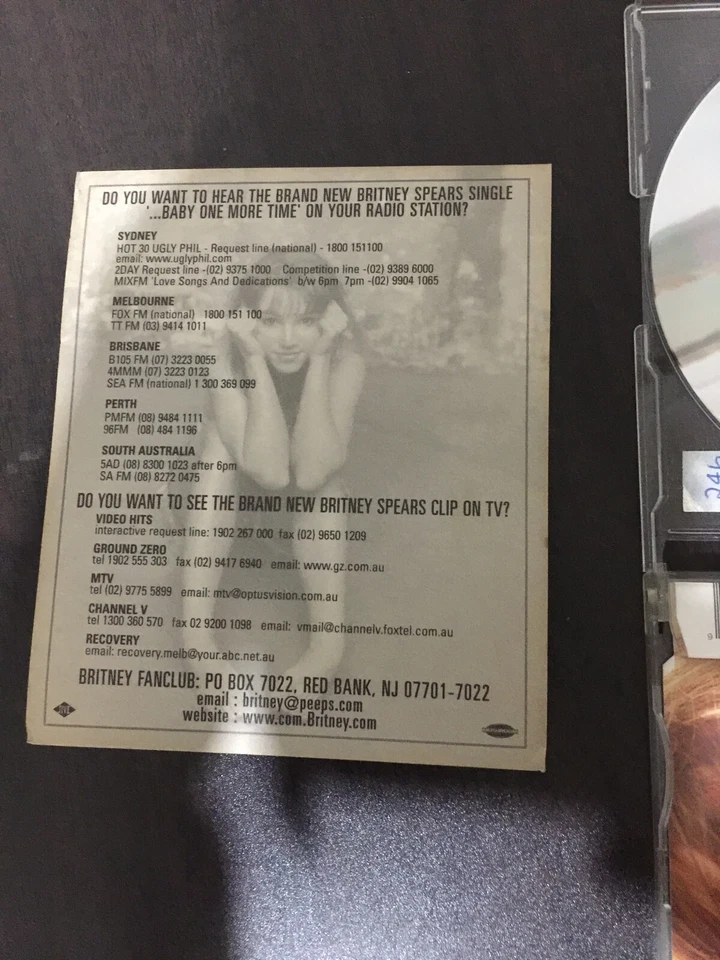 DO YOU WANT TO HEAR THE BRAND NEW BRITNEY SPEARS SINGLE
'...BABY ONE MORE TIME' ON YOUR RADIO STATION?
SYDNEY
HOT 30 UGLY PHIL - Request line (national) - 1800 151100
email: www.uglyphil.com
2DAY Request line -(02) 9375 1000 Competition line -(02) 9389 6000
MIXFM 'Love Songs And Dedications' b/w 6pm 7pm -(02) 9904 1065
MELBOURNE
FOX FM (national) 1800 151 100
TT FM (03) 9414 1011
BRISBANE
B105 FM (07) 3223 0055
4MMM (07) 3223 0123
SEA FM (national) 1 300 369 099
PERTH
PMFM (08) 9484 1111
96FM (08) 484 1196
SOUTH AUSTRALIA
5AD (08) 8300 1023 after 6pm
SA FM (08) 8272 0475
DO YOU WANT TO SEE THE BRAND NEW BRITNEY SPEARS CLIP ON TV?
VIDEO HITS
interactive request line: 1902 267 000 fax (02) 9650 1209
GROUND ZERO
tel 1902 555 303 fax (02) 9417 6940 email: www.gz.com.au
MTV
tel (02) 9775 5899 email: mtv@optusvision.com.au
CHANNEL V
tel 1300 360 570 fax 02 9200 1098 email: vmail@channelv.foxtel.com.au
RECOVERY
email: recovery.melb@your.abc.net.au
BRITNEY FANCLUB: PO BOX 7022, RED BANK, NJ 07701-7022
email : britney@peeps.com
website : www.com.Britney.com
JIVE
9